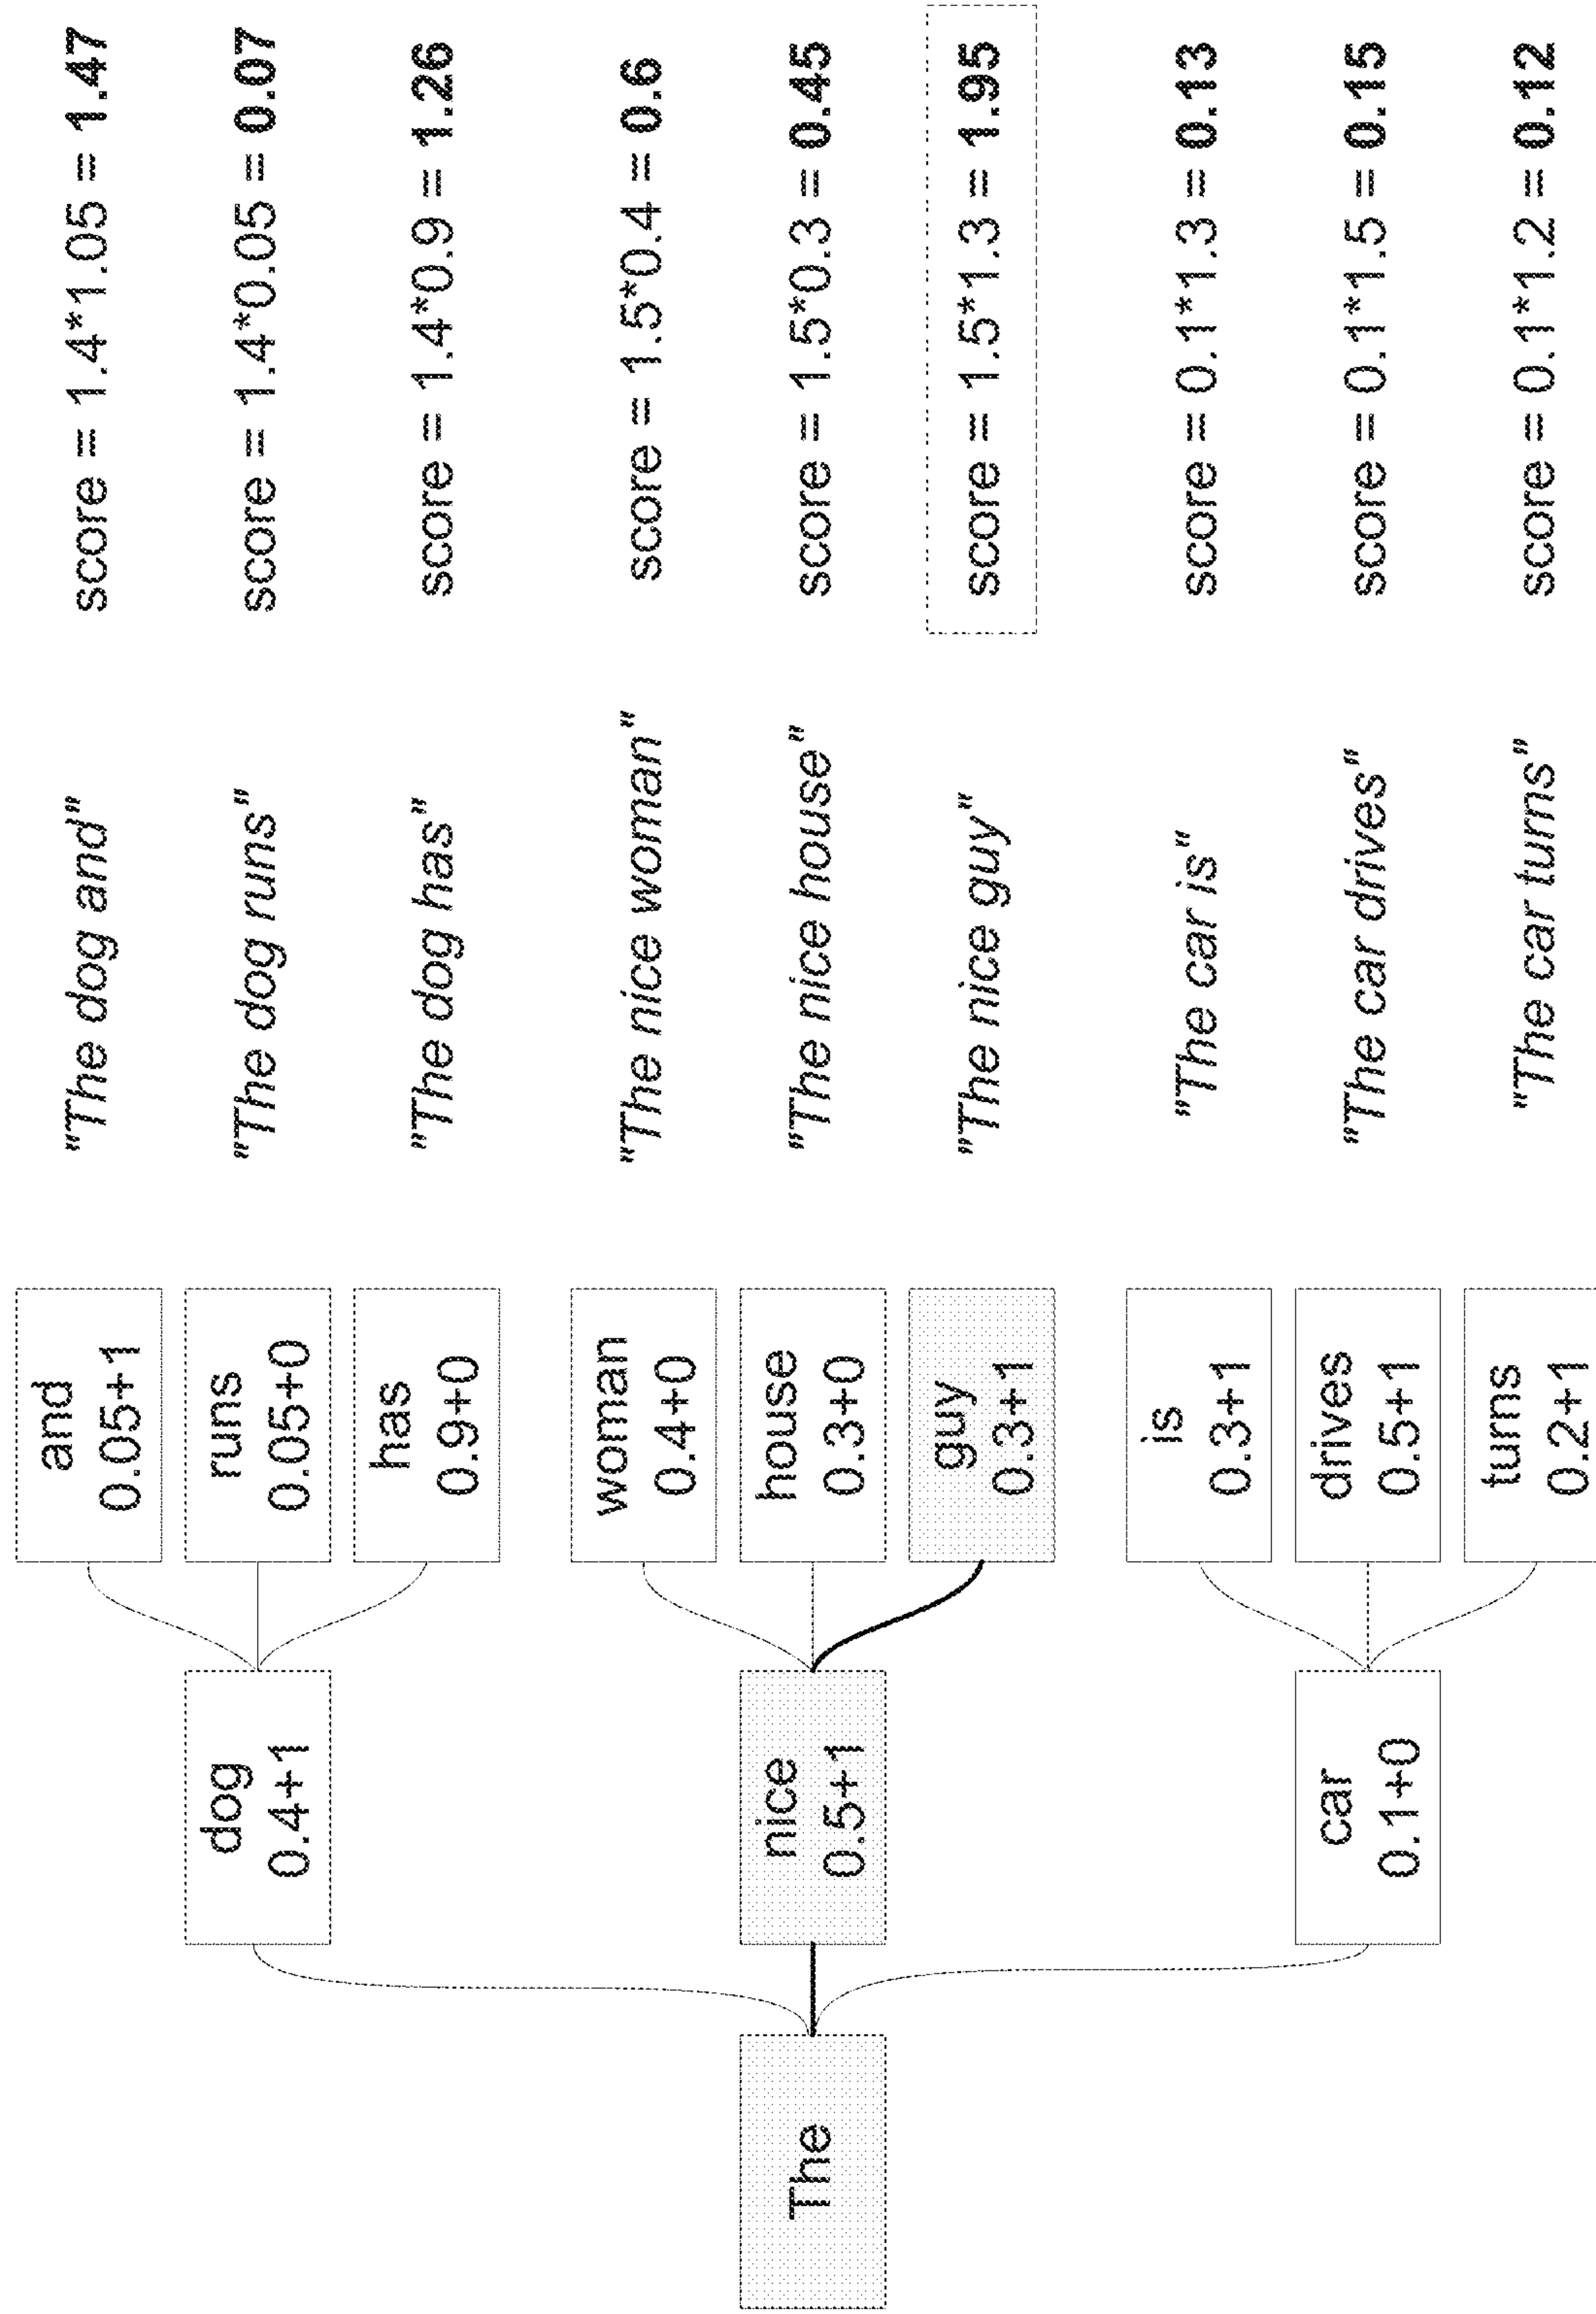 The
dog
0.4+1
nice
0.5+1
car
0.1+0
and
0.05+1
runs
0.05+0
has
0.9+0
woman
0.4+0
house
0.3+0
guy
0.3+1
is
0.3+1
drives
0.5+1
turns
0.2+1
"The dog and"
"The dog runs"
"The dog has"
"The nice woman"
"The nice house"
"The nice guy"
"The car is"
"The car drives"
"The car turns"
score = 1.4*1.05 = 1.47
score = 1.4*0.05 = 0.07
score = 1.4*0.9 = 1.26
score = 1.5*0.4 = 0.6
score = 1.5*0.3 = 0.45
score = 1.5*1.3 = 1.95
score = 0.1*1.3 = 0.13
score = 0.1*1.5 = 0.15
score = 0.1*1.2 = 0.12